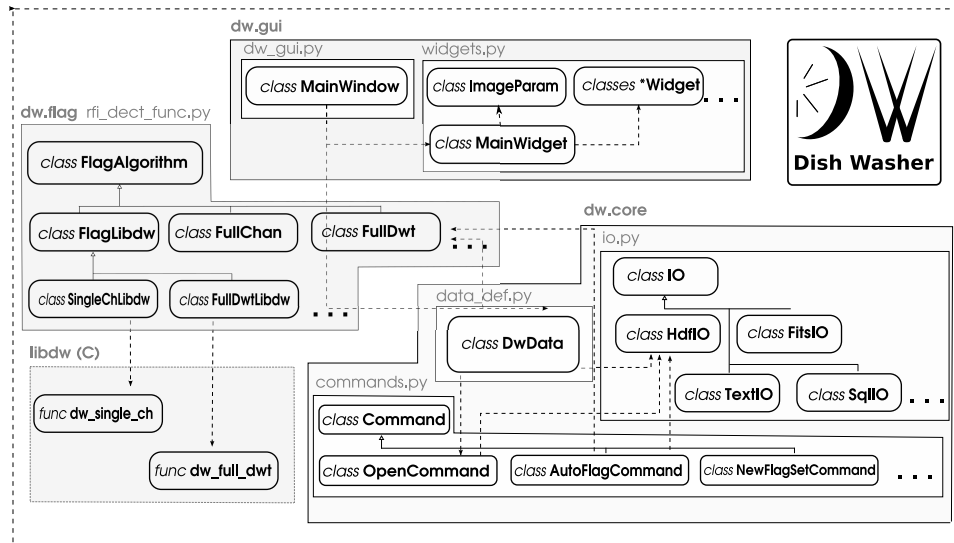 dw.gui
dw_gui.py
widgets.py
class MainWindow
class ImageParam
classes *Widget
. . .
class MainWidget
Dish Washer
dw.flag rfi_dect_func.py
class FlagAlgorithm
class FlagLibdw
class FullChan
class FullDwt
. . .
class SingleChLibdw
class FullDwtLibdw
. . .
libdw (C)
func dw_single_ch
func dw_full_dwt
dw.core
io.py
class IO
class HdfIO
class FitsIO
class TextIO
class SqlIO
. . .
data_def.py
class DwData
commands.py
class Command
class OpenCommand
class AutoFlagCommand
class NewFlagSetCommand
. . .